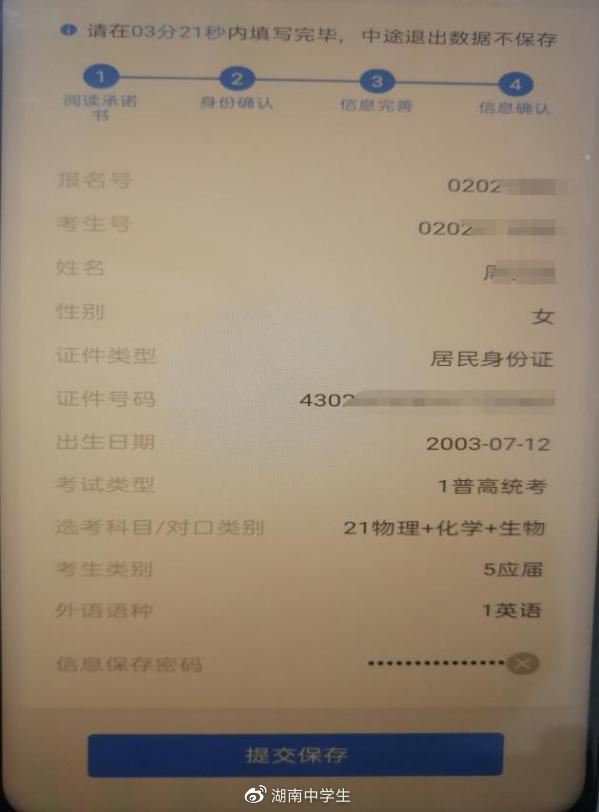 请在03分21秒内填写完毕，中途退出数据不保存
1 2 3 4
阅读承诺书 身份确认 信息完善 信息确认
报名号 0202
考生号 0202
姓名 周
性别 女
证件类型 居民身份证
证件号码 4302
出生日期 2003-07-12
考试类型 1普高统考
选考科目/对口类别 21物理+化学+生物
考生类别 5应届
外语语种 1英语
信息保存密码
提交保存
湖南中学生